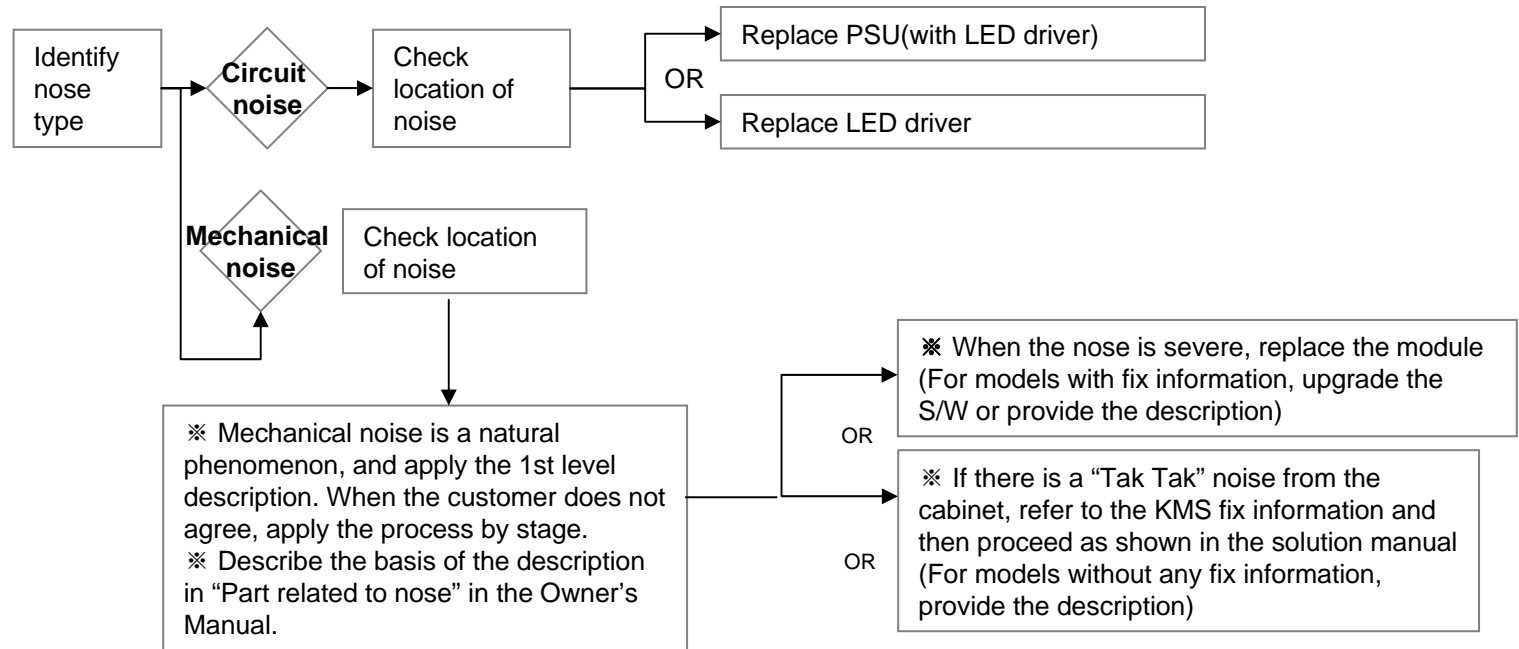 Identify
nose
type
Circuit
noise
Check
location of
noise
Replace PSU(with LED driver)
OR
Replace LED driver
Mechanical
noise
Check location
of noise
※ Mechanical noise is a natural
phenomenon, and apply the 1st level
description. When the customer does not
agree, apply the process by stage.
※ Describe the basis of the description
in “Part related to nose” in the Owner’s
Manual.
※ When the nose is severe, replace the module
(For models with fix information, upgrade the
S/W or provide the description)
OR
※ If there is a “Tak Tak” noise from the
cabinet, refer to the KMS fix information and
then proceed as shown in the solution manual
(For models without any fix information,
provide the description)
OR